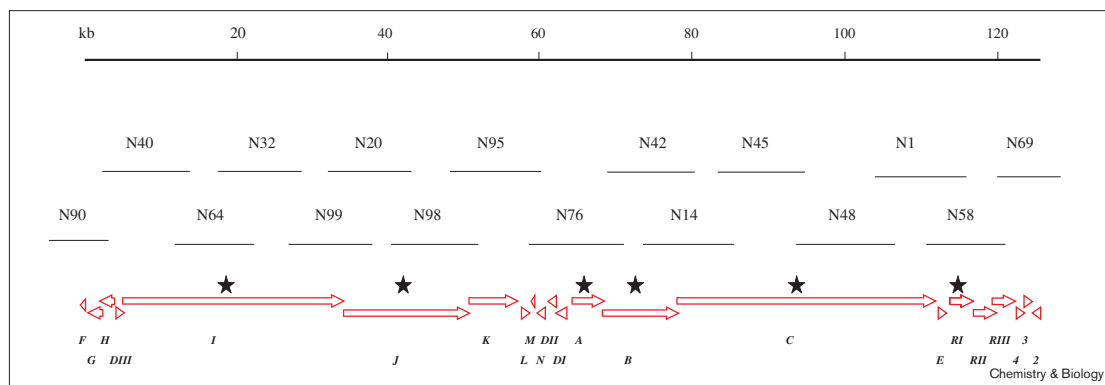 kb 20 40 60 80 100 120
N40 N32 N20 N95 N42 N45 N1 N69
N90 N64 N99 N98 N76 N14 N48 N58
F H I K M DII A C RI RIII 3
G DIII J L N DI B E RII 4 2
Chemistry & Biology